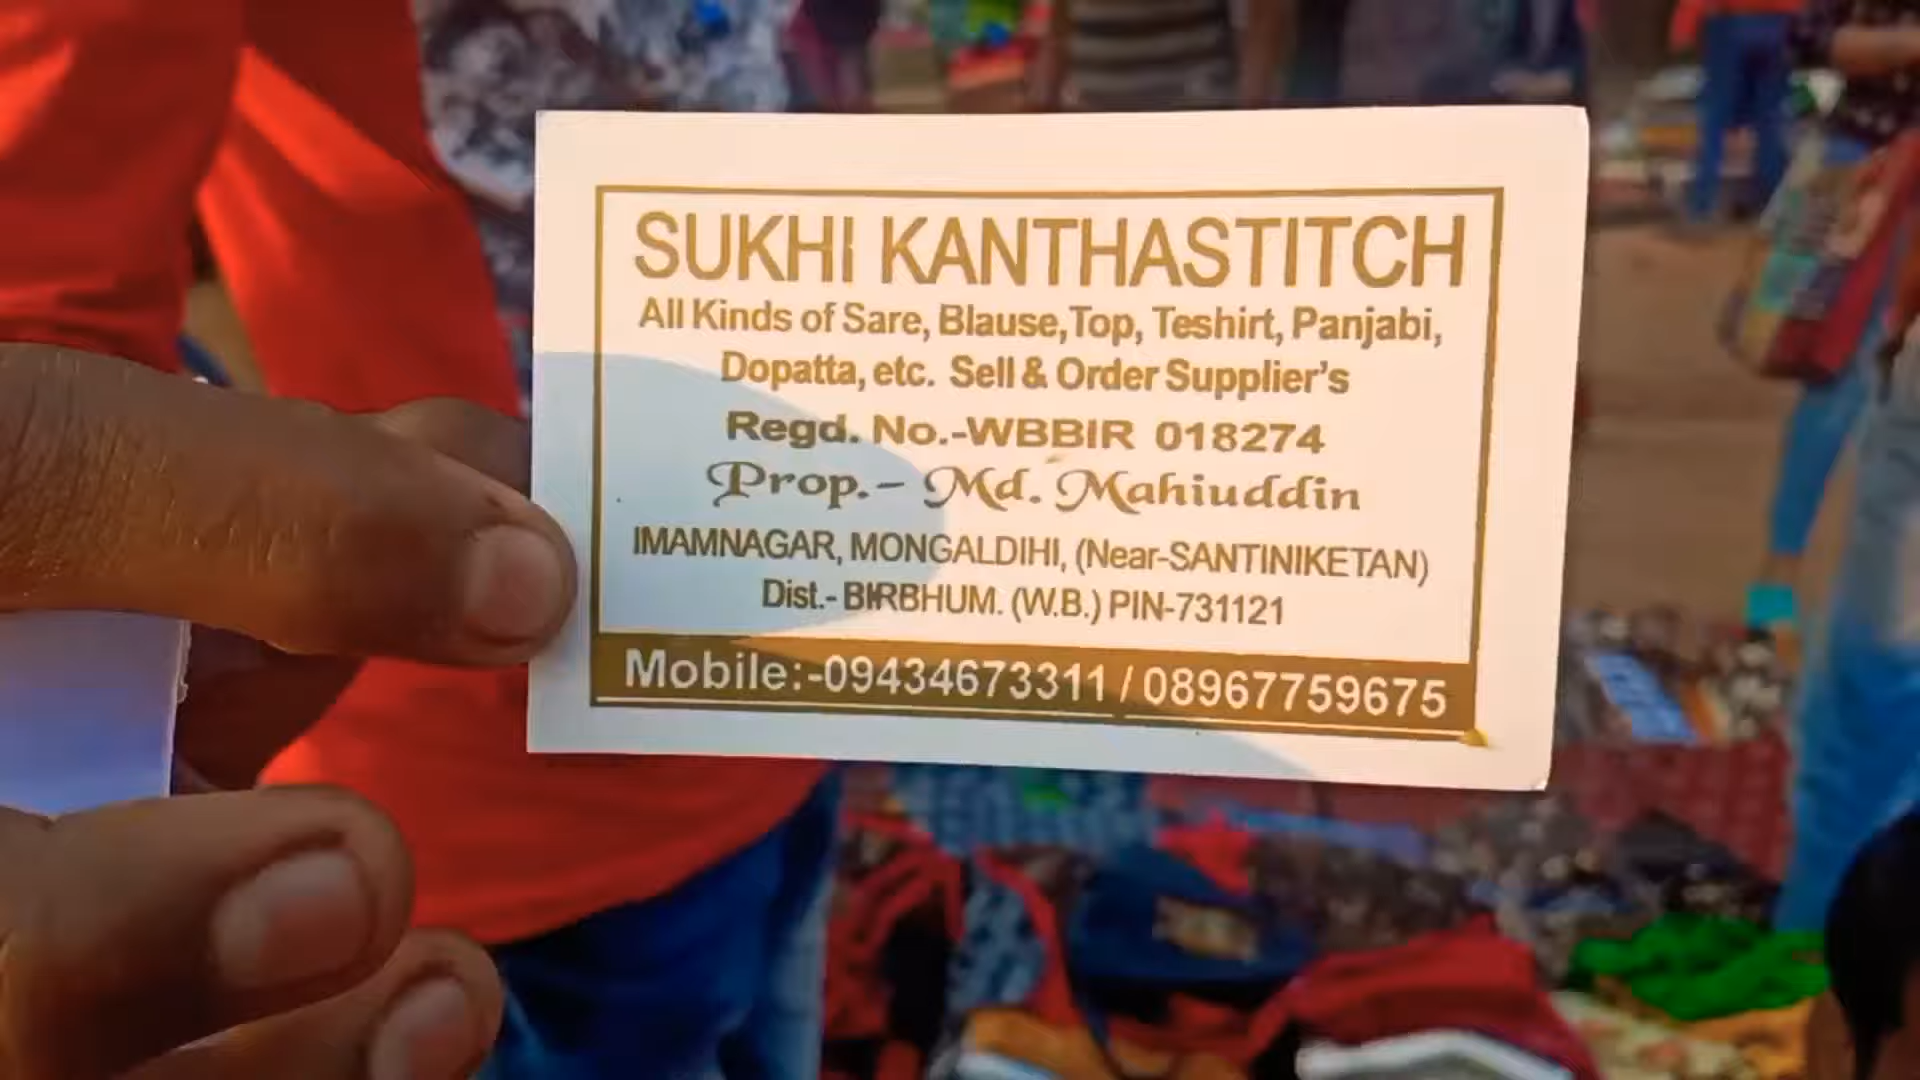 SUKHI KANTHASTITCH
All Kinds of Sare, Blause,Top, Teshirt, Panjabi,
Dopatta, etc. Sell & Order Supplier's
Regd. No.-WBBIR 018274
Prop.- Md. Mahiuddin
IMAMNAGAR, MONGALDIHI, (Near-SANTINIKETAN)
Dist.- BIRBHUM. (W.B.) PIN-731121
Mobile:-09434673311 / 08967759675